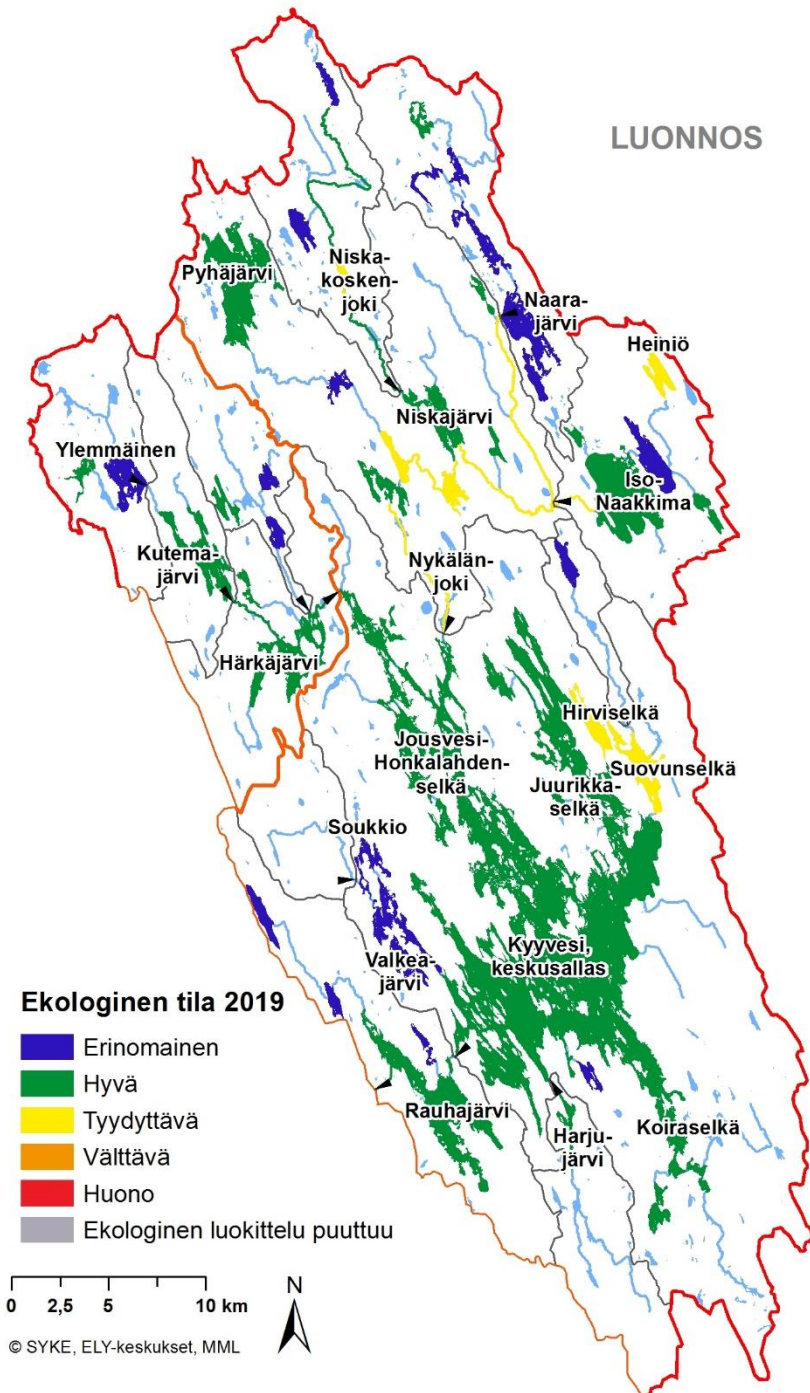 LUONNOS
Pyhäjärvi
Niska-
kosken-
joki
Naara-
järvi
Heiniö
Niskajärvi
Ylemmäinen
Iso-
Naakkima
Kutema-
järvi
Nykälän-
joki
Härkäjärvi
Hirviselkä
Jousvesi-
Honkalahden-
selkä
Suovunselkä
Juurikka-
selkä
Soukkio
Kyyvesi,
keskusallas
Valkea-
järvi
Rauhajärvi
Harju-
järvi
Koiraselkä
Ekologinen tila 2019
Erinomainen
Hyvä
Tyydyttävä
Välttävä
Huono
Ekologinen luokittelu puuttuu
0 2,5 5 10 km
N
© SYKE, ELY-keskukset, MML